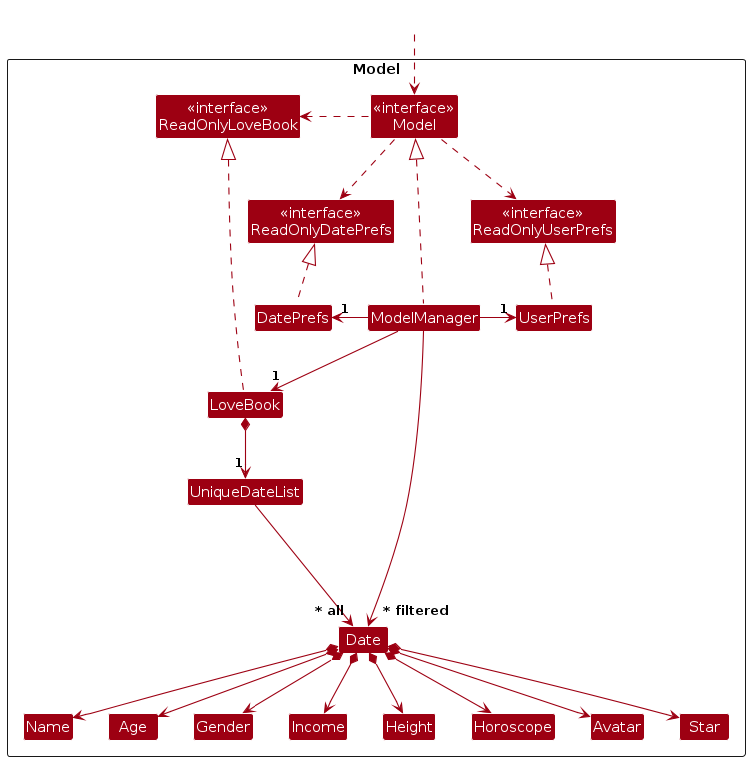 Model
«interface»
ReadOnlyLoveBook
«interface»
Model
«interface»
ReadOnlyDatePrefs
«interface»
ReadOnlyUserPrefs
DatePrefs
1
ModelManager
1
UserPrefs
1
LoveBook
1
UniqueDateList
* all
* filtered
Date
Name
Age
Gender
Income
Height
Horoscope
Avatar
Star